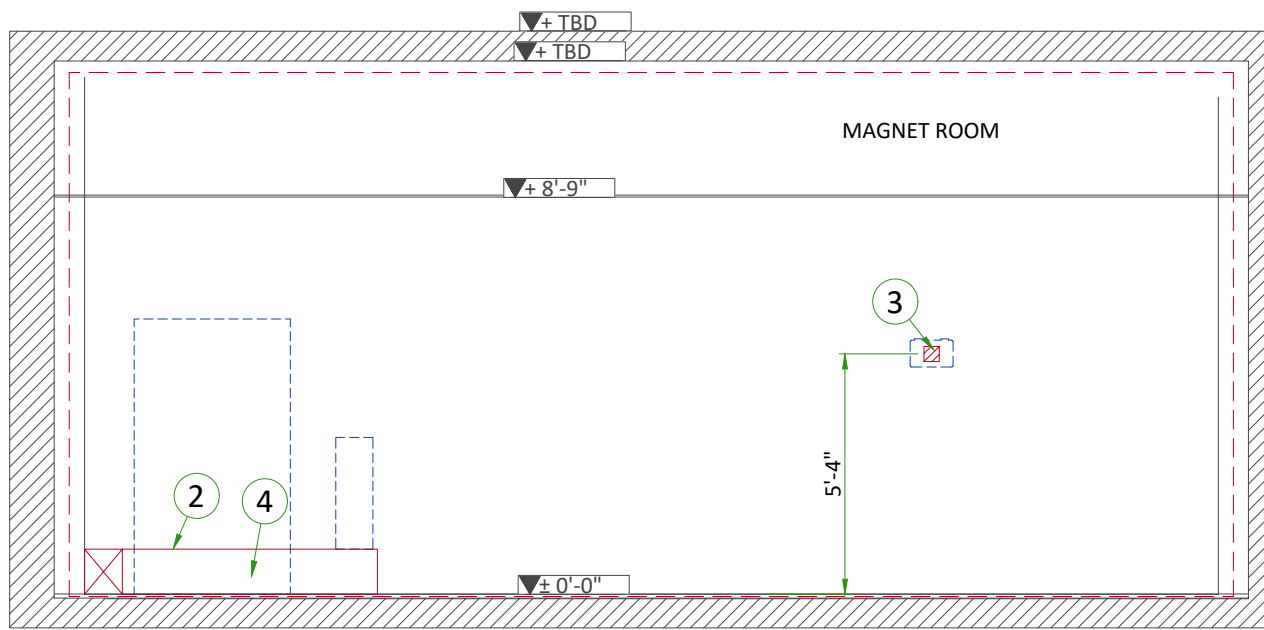 + TBD
+ TBD
MAGNET ROOM
+ 8'-9"
3
5'-4"
2
4
± 0'-0"